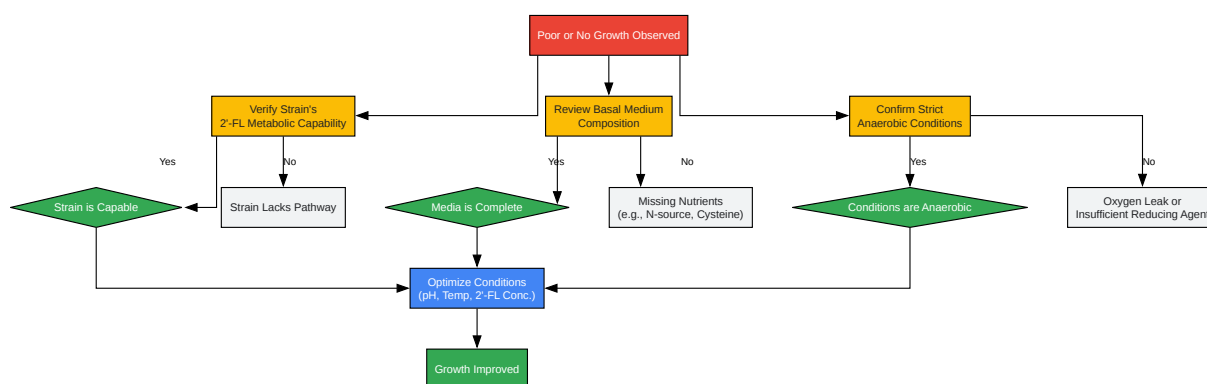 Poor or No Growth Observed
Verify Strain's
2'-FL Metabolic Capability
Review Basal Medium
Composition
Confirm Strict
Anaerobic Conditions
Yes
No
Yes
No
Yes
No
Strain is Capable
Strain Lacks Pathway
Media is Complete
Missing Nutrients
(e.g., N-source, Cysteine)
Conditions are Anaerobic
Oxygen Leak or
Insufficient Reducing Agent
Optimize Conditions
(pH, Temp, 2'-FL Conc.)
Growth Improved